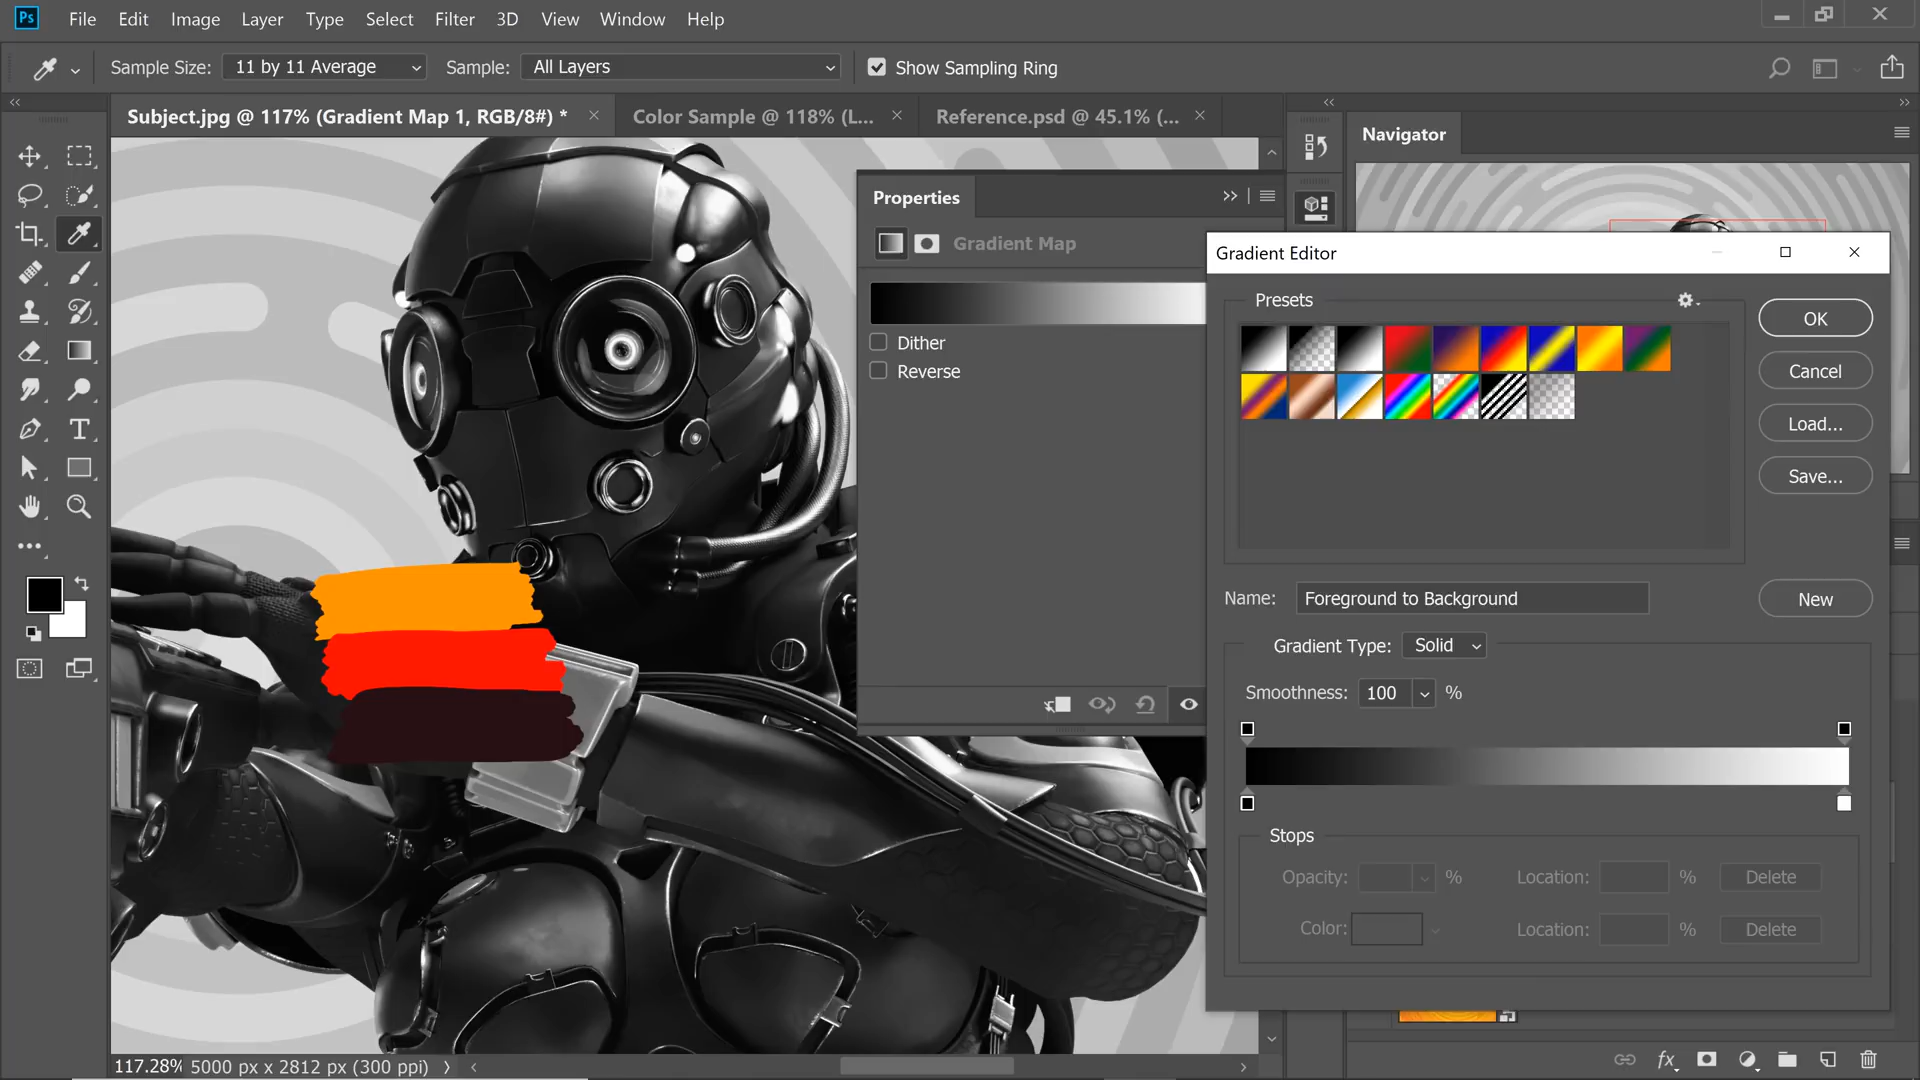 Ps File Edit Image Layer Type Select Filter 3D View Window Help
Sample Size: 11 by 11 Average Sample: All Layers Show Sampling Ring
Subject.jpg @ 117% (Gradient Map 1, RGB/8#) * Color Sample @ 118% (L... Reference.psd @ 45.1% (...
Navigator
Properties
Gradient Map
Dither
Reverse
Gradient Editor
Presets
OK
Cancel
Load...
Save...
Name: Foreground to Background New
Gradient Type: Solid
Smoothness: 100 %
Stops
Opacity: % Location: % Delete
Color: Location: % Delete
117.28% 5000 px x 2812 px (300 ppi)
fx